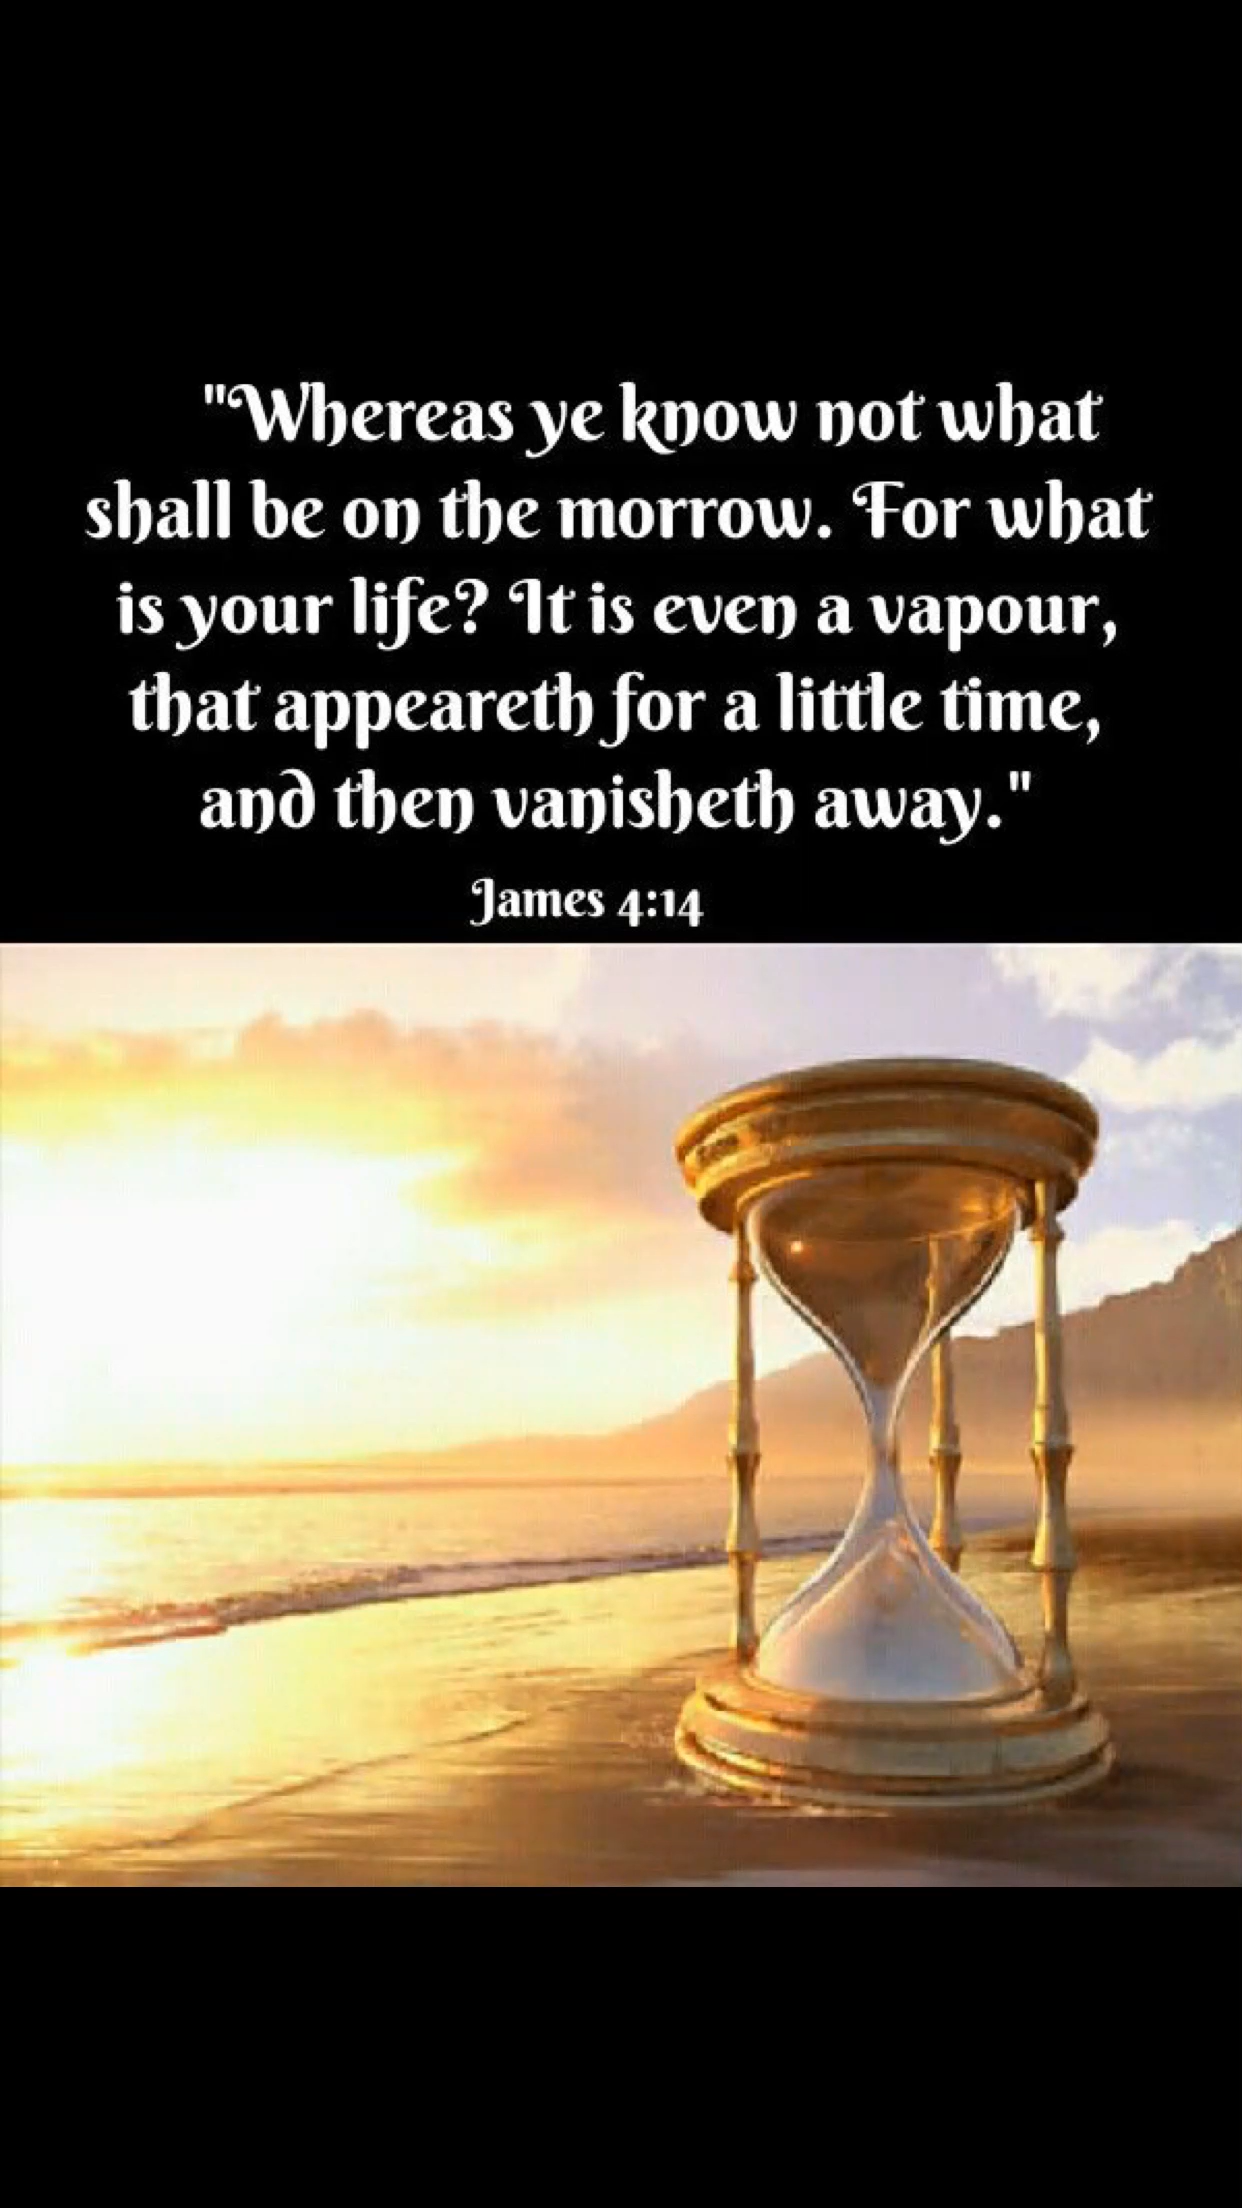 "Whereas ye know not what
shall be on the morrow. For what
is your life? It is even a vapour,
that appeareth for a little time,
and then vanisheth away."
James 4:14